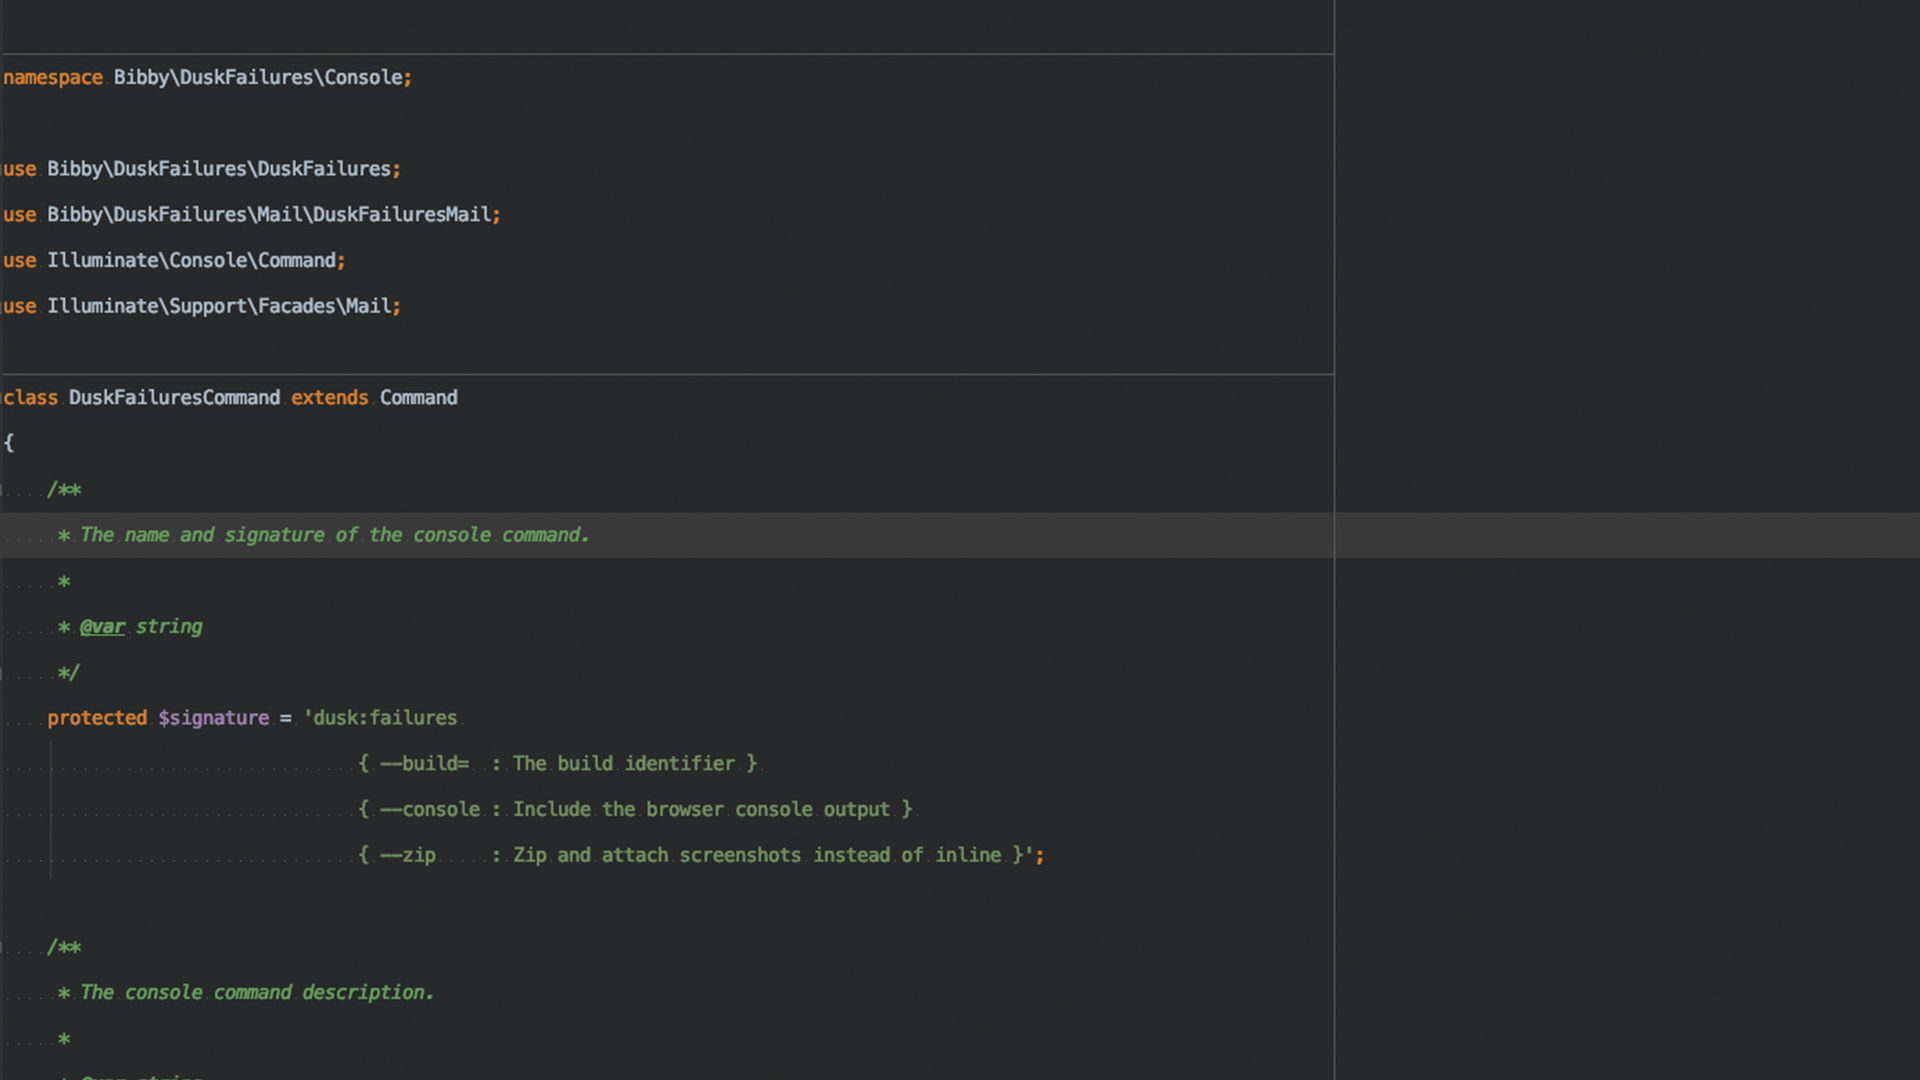 namespace Bibby\DuskFailures\Console;
use Bibby\DuskFailures\DuskFailures;
use Bibby\DuskFailures\Mail\DuskFailuresMail;
use Illuminate\Console\Command;
use Illuminate\Support\Facades\Mail;
class DuskFailuresCommand extends Command
{
/**
* The name and signature of the console command.
*
* @var string
*/
protected $signature = 'dusk:failures
{ --build=  : The build identifier }
{ --console : Include the browser console output }
{ --zip     : Zip and attach screenshots instead of inline }';
/**
* The console command description.
*